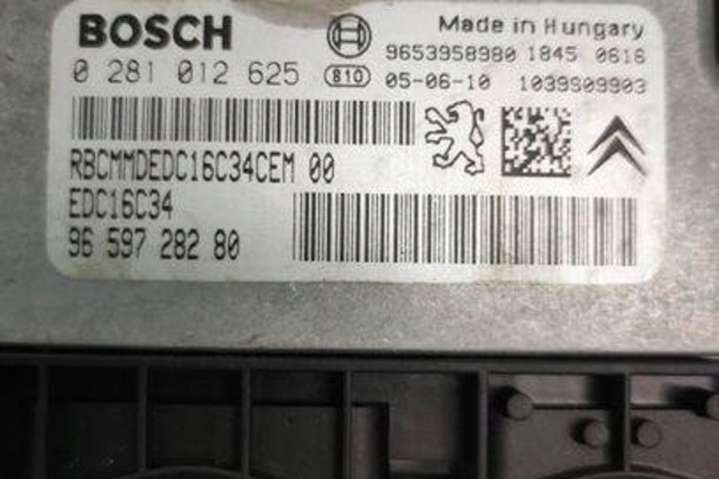 BOSCH
Made in Hungary
9653958980 1845 0616
0 281 012 625
810
05-06-10 1039S09903
RBCMMDEDC16C34CEM 00
EDC16C34
96 597 282 80